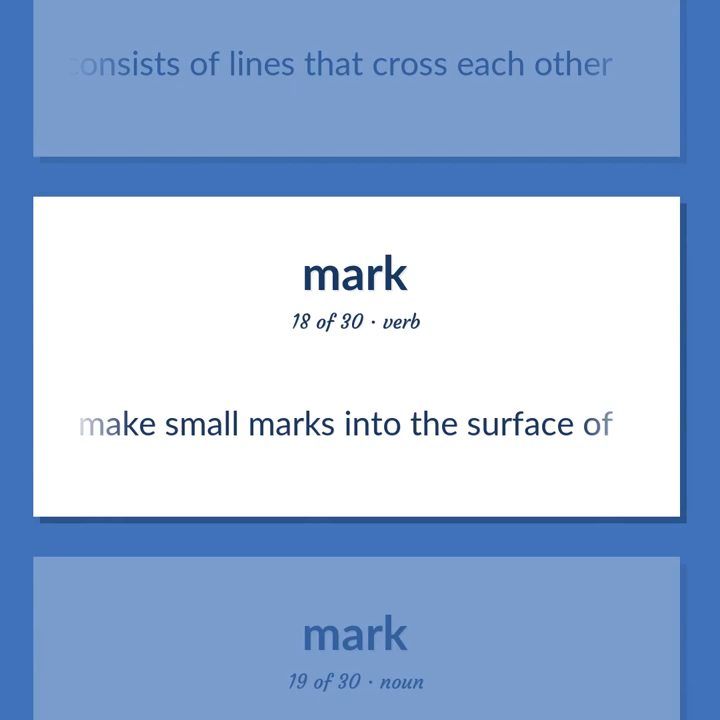 consists of lines that cross each other
mark
18 of 30 · verb
make small marks into the surface of
mark
19 of 30 · noun